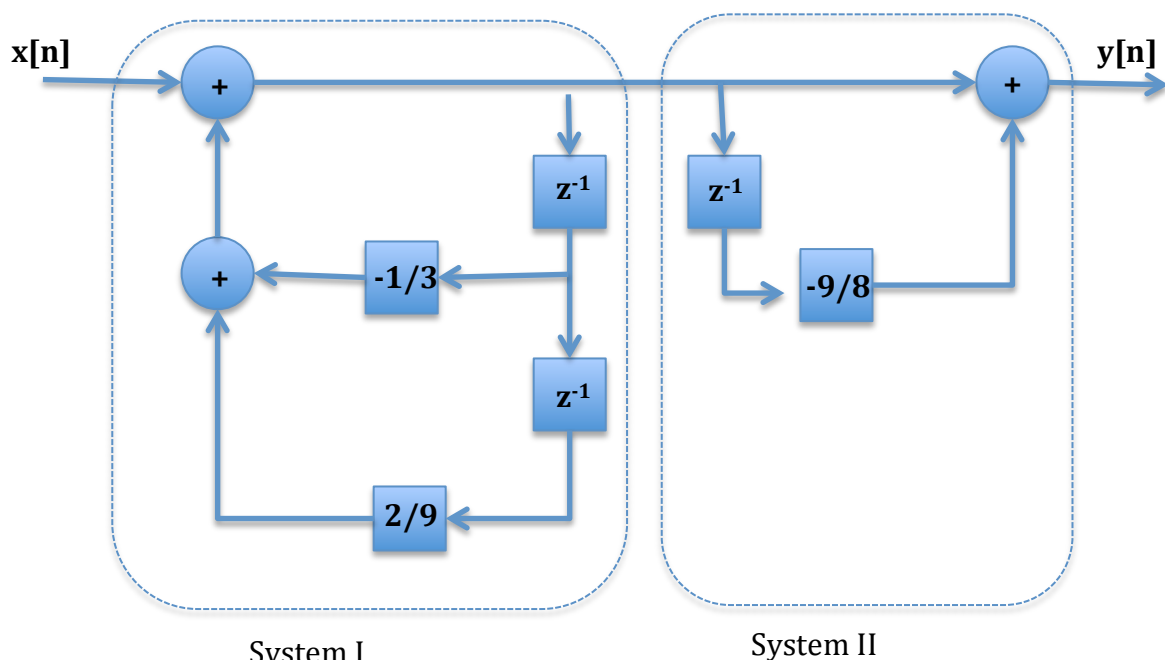 x[n]
y[n]
+
+
z-1
z-1
+
-1/3
-9/8
z-1
2/9
System I
System II